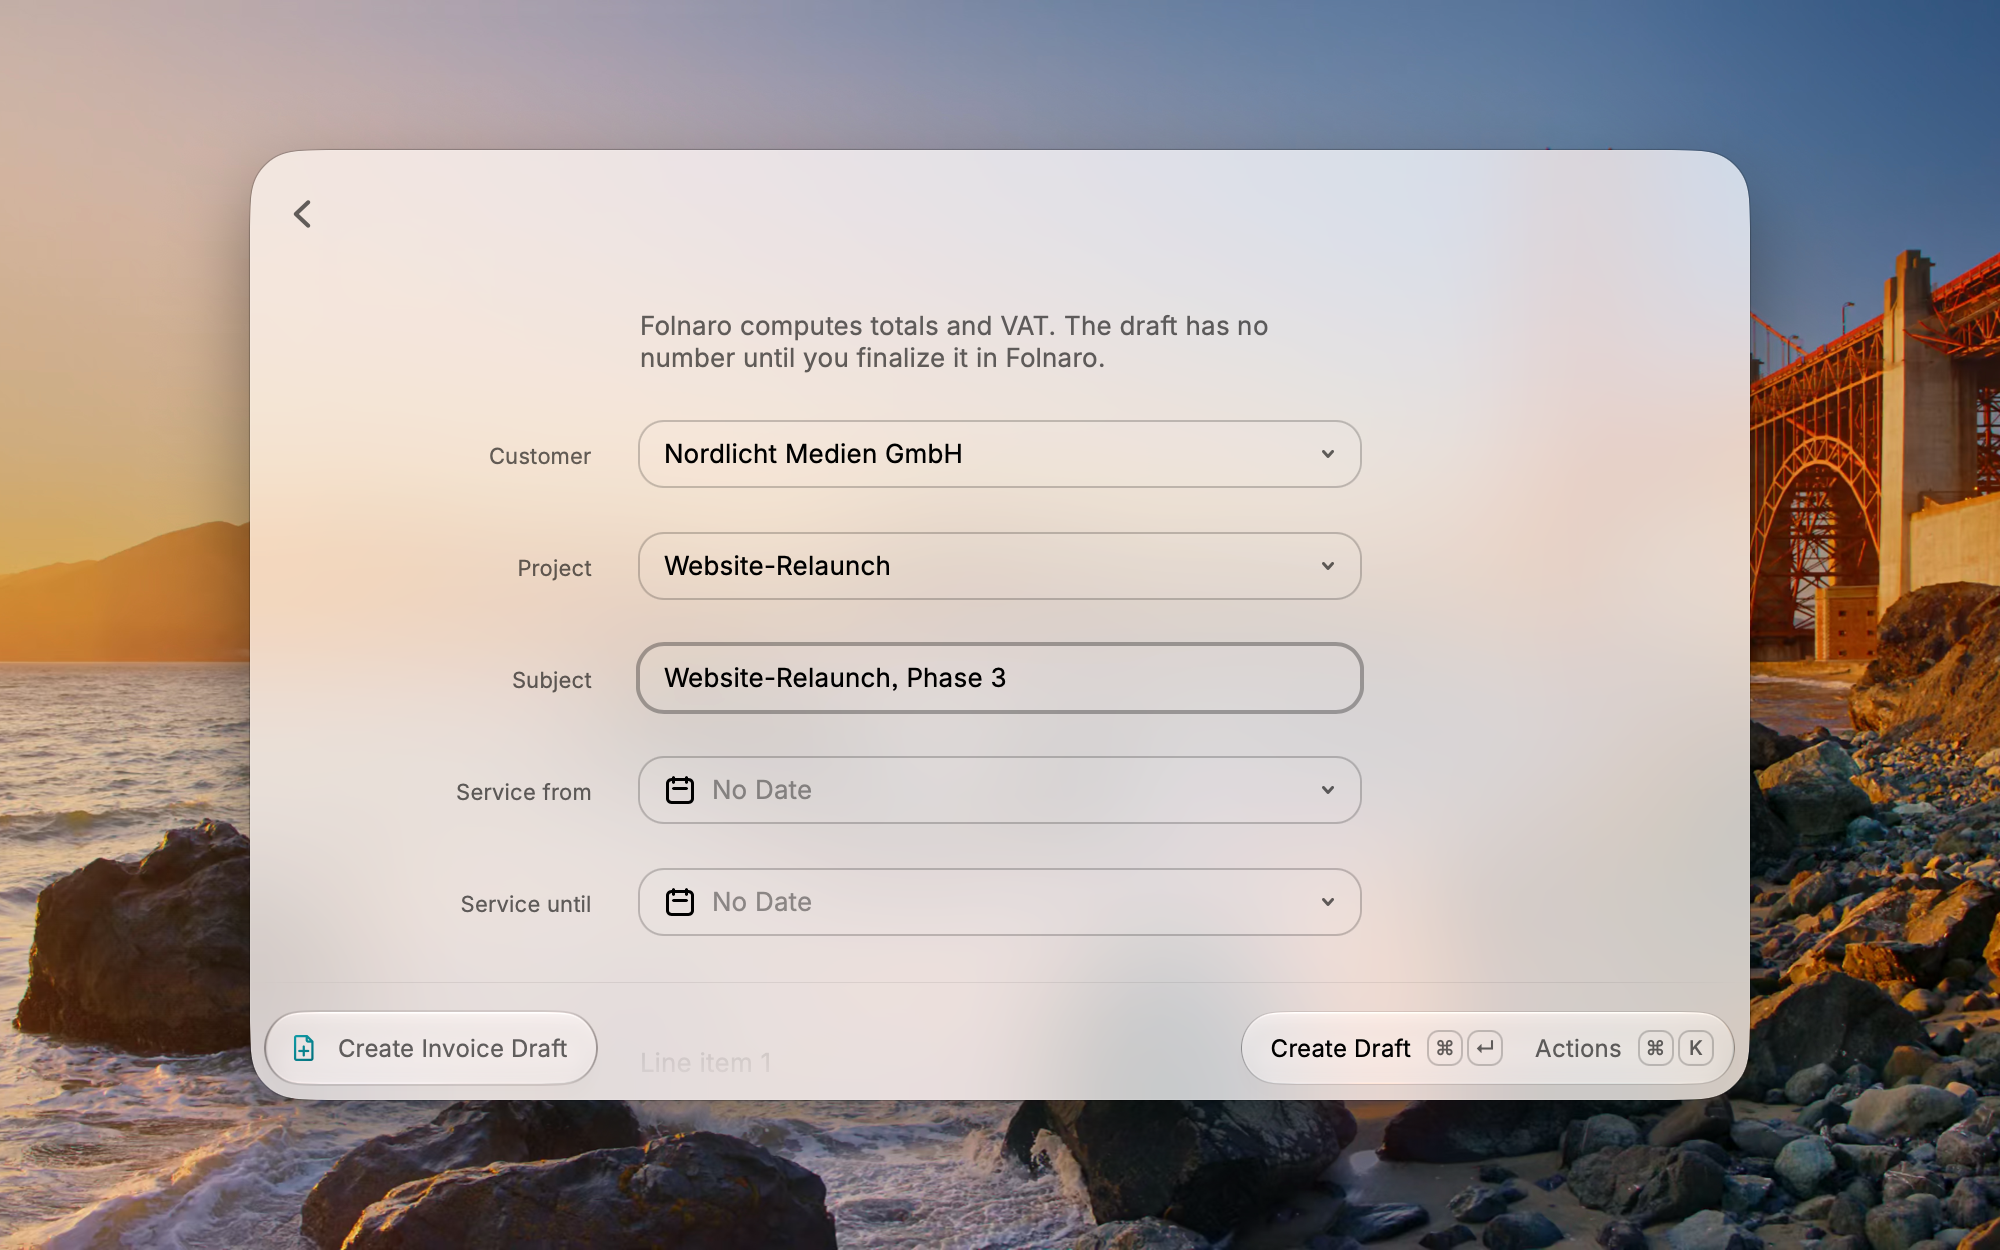 Folnaro computes totals and VAT. The draft has no
number until you finalize it in Folnaro.
Customer
Nordlicht Medien GmbH
Project
Website-Relaunch
Subject
Website-Relaunch, Phase 3
Service from
No Date
Service until
No Date
Line item 1
Create Invoice Draft
Create Draft ⌘ ↵ Actions ⌘ K